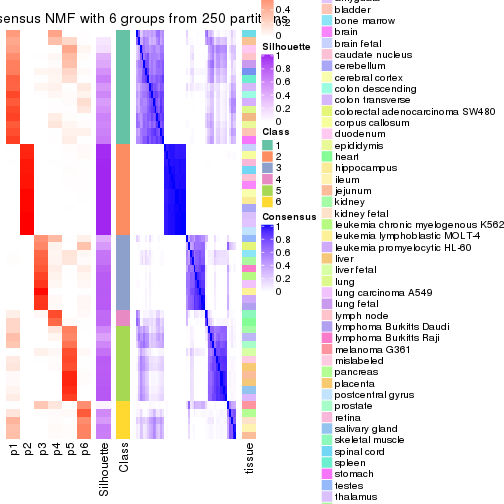 sensus NMF with 6 groups from 250 partitions
0.4
0.2
0
Silhouette
1
0.8
0.6
0.4
0.2
0
Class
1
2
3
4
5
6
Consensus
1
0.8
0.6
0.4
0.2
0
p1
p2
p3
p4
p5
p6
Silhouette
Class
tissue
bladder
bone marrow
brain
brain fetal
caudate nucleus
cerebellum
cerebral cortex
colon descending
colon transverse
colorectal adenocarcinoma SW480
corpus callosum
duodenum
epididymis
heart
hippocampus
ileum
jejunum
kidney
kidney fetal
leukemia chronic myelogenous K562
leukemia lymphoblastic MOLT-4
leukemia promyelocytic HL-60
liver
liver fetal
lung
lung carcinoma A549
lung fetal
lymph node
lymphoma Burkitts Daudi
lymphoma Burkitts Raji
melanoma G361
mislabeled
pancreas
placenta
postcentral gyrus
prostate
retina
salivary gland
skeletal muscle
spinal cord
spleen
stomach
testes
thalamus